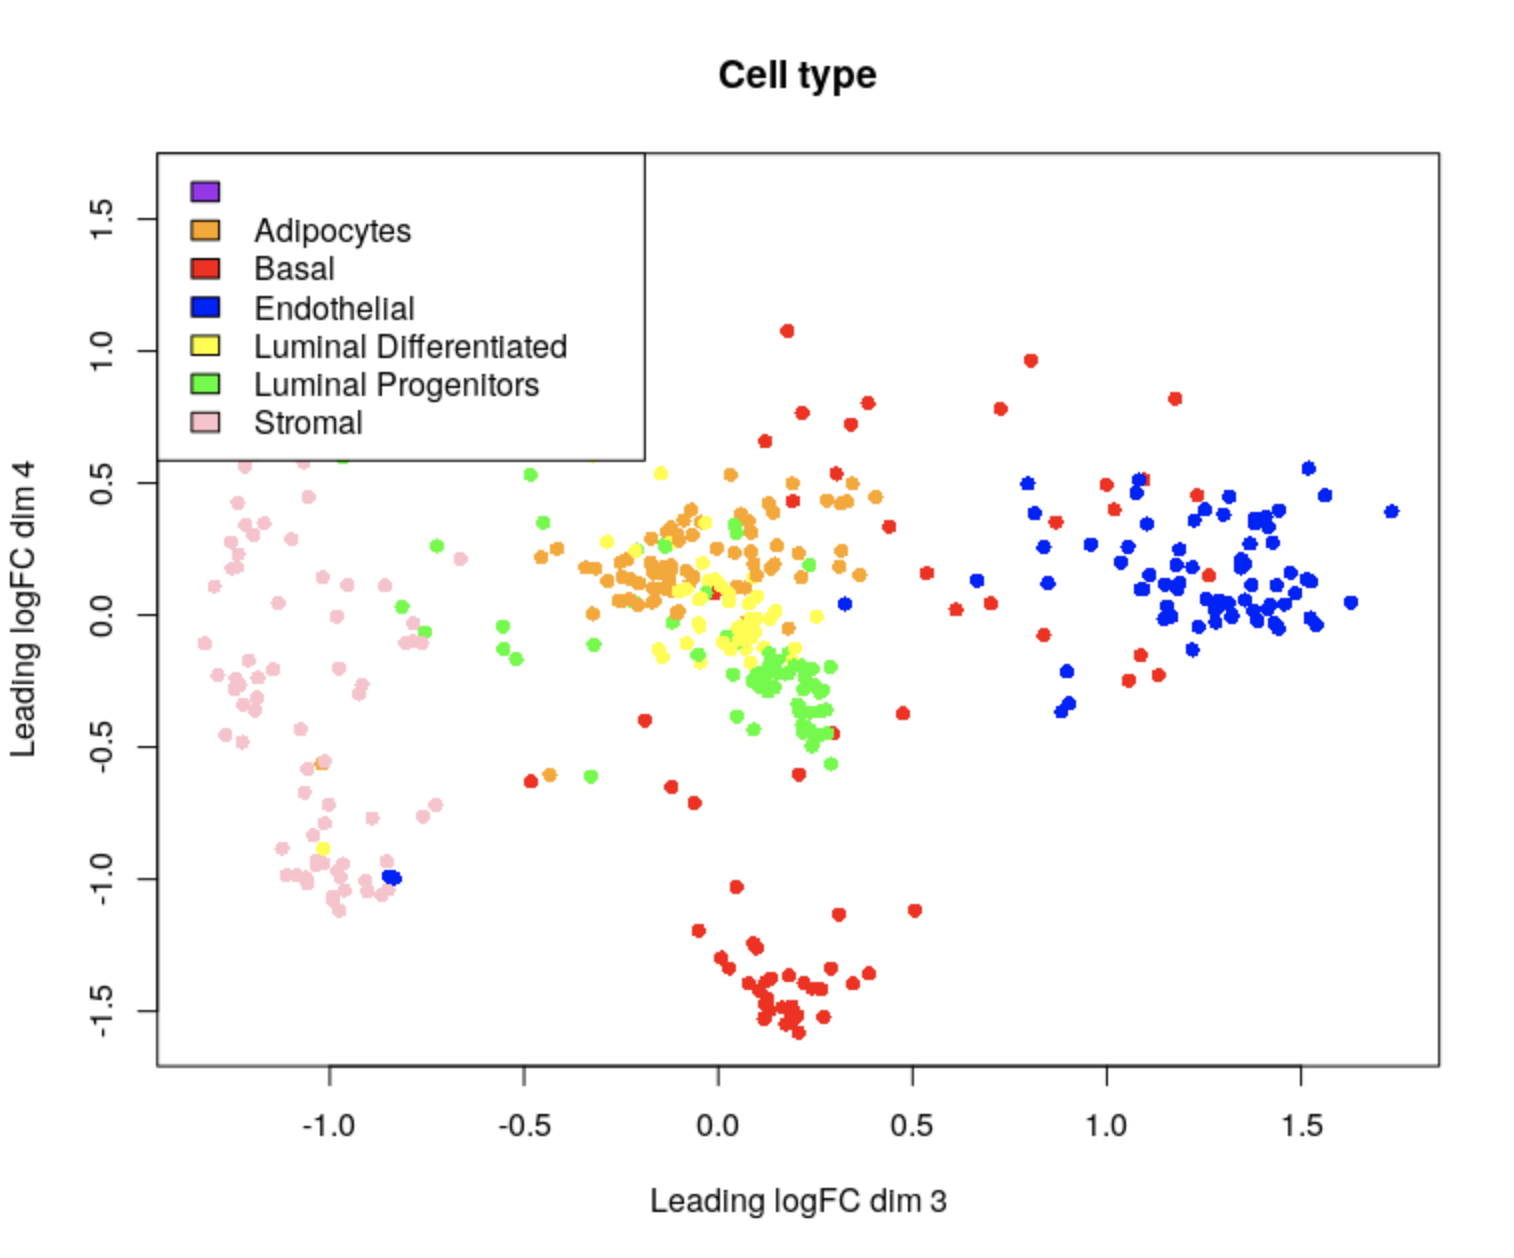 Cell type
Adipocytes
Basal
Endothelial
Luminal Differentiated
Luminal Progenitors
Stromal
Leading logFC dim 4
1.5
1.0
0.5
0.0
-0.5
-1.0
-1.5
-1.0
-0.5
0.0
0.5
1.0
1.5
Leading logFC dim 3